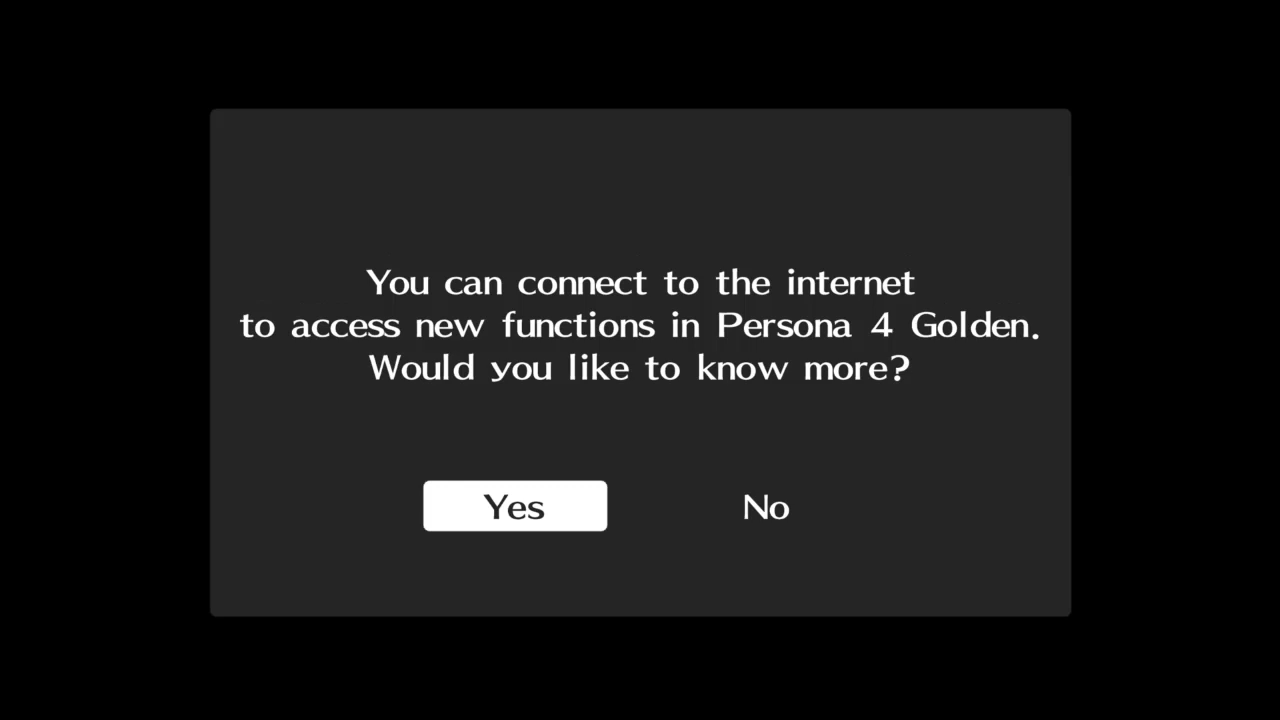 You can connect to the internet
to access new functions in Persona 4 Golden.
Would you like to know more?
Yes No